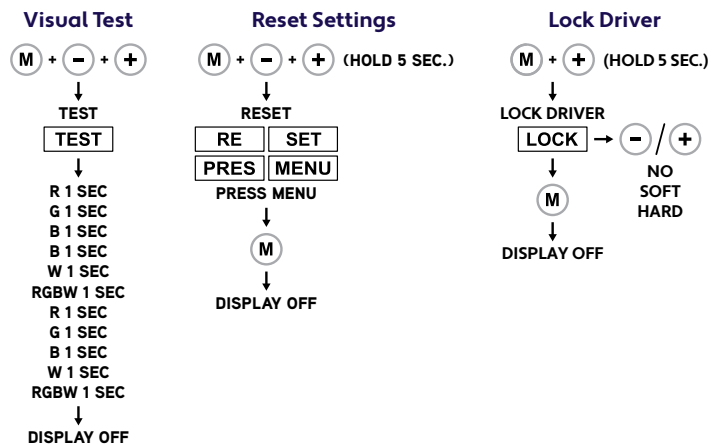 Visual Test
M + − + +
TEST
TEST
R 1 SEC
G 1 SEC
B 1 SEC
B 1 SEC
W 1 SEC
RGBW 1 SEC
R 1 SEC
G 1 SEC
B 1 SEC
W 1 SEC
RGBW 1 SEC
DISPLAY OFF
Reset Settings
M + − + + (HOLD 5 SEC.)
RESET
RE SET
PRES MENU
PRESS MENU
M
DISPLAY OFF
Lock Driver
M + + (HOLD 5 SEC.)
LOCK DRIVER
LOCK → − / +
NO
SOFT
HARD
M
DISPLAY OFF